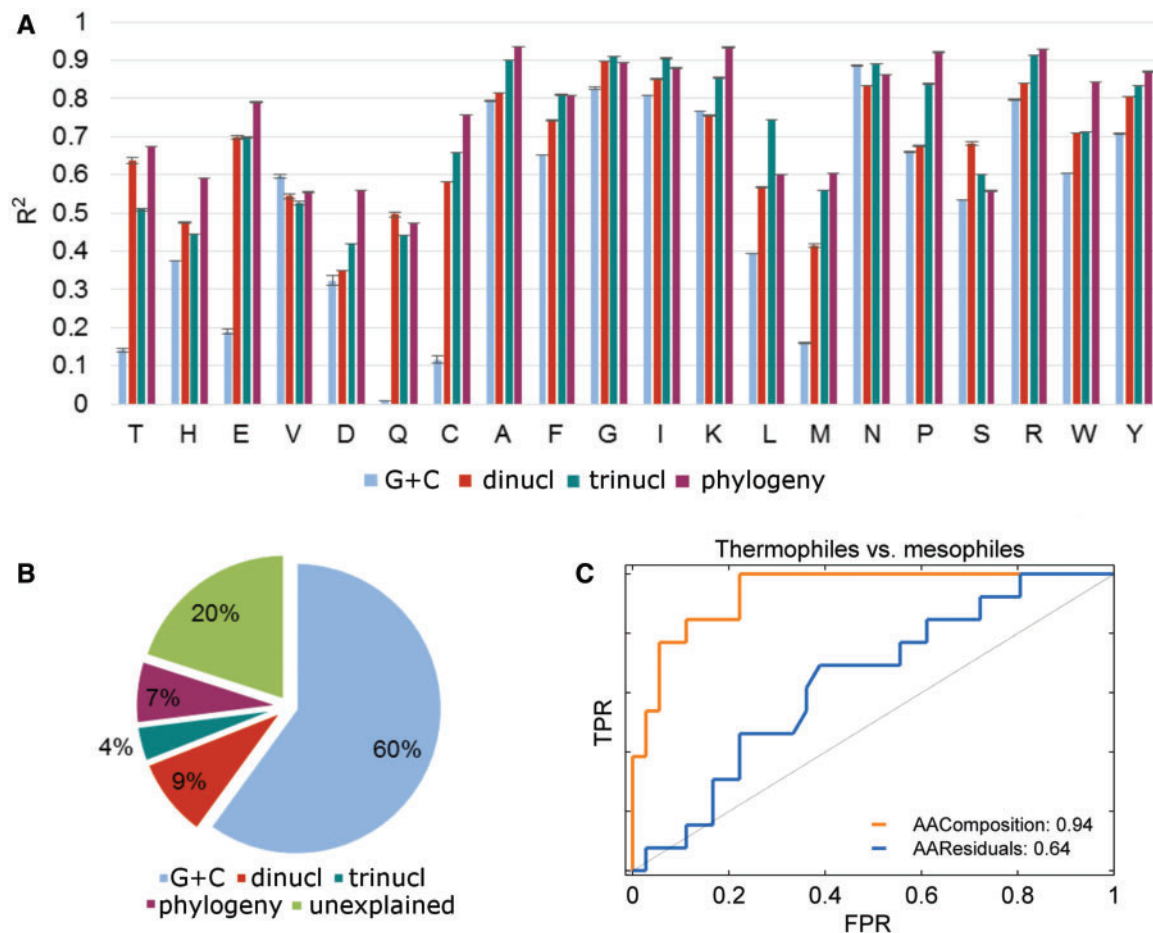 A
1
0.9
0.8
0.7
0.6
0.5
0.4
0.3
0.2
0.1
0
R²
T H E V D Q C A F G I K L M N P S R W Y
G+C dinucl trinucl phylogeny
B
20%
7%
4%
9%
60%
G+C dinucl trinucl
phylogeny unexplained
C
Thermophiles vs. mesophiles
TPR
AAComposition: 0.94
AAResiduals: 0.64
0 0.2 0.4 0.6 0.8 1
FPR